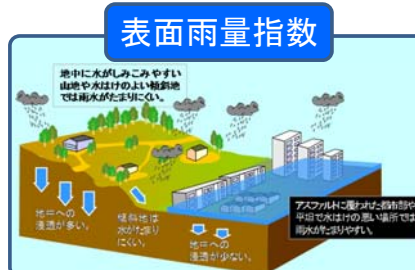 表面雨量指数
地中に水がしみこみやすい
山地や水はけのよい傾斜地
では雨水がたまりにくい。
アスファルトに覆われた都市部や
平坦で水はけの悪い場所では
雨水がたまりやすい。
地中への
浸透が多い。
傾斜地は
水がたまり
にくい。
地中への
浸透が少ない。